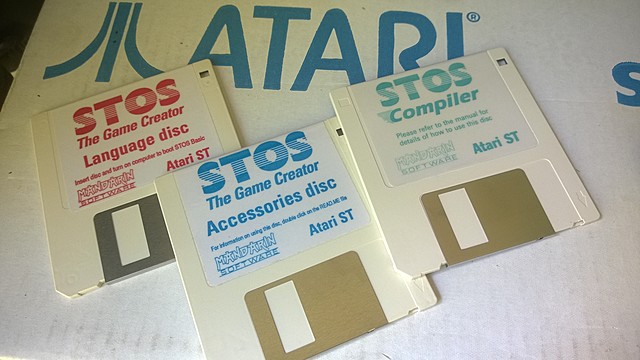 ATARI®
S
STOS
The Game Creator
Language disc
Insert disc and turn on computer to boot STOS Basic
Atari ST
MANDARIN
SOFTWARE
STOS
The Game Creator
Accessories disc
For information on using this disc, double click on the READ.ME file
Atari ST
MANDARIN
SOFTWARE
STOS
Compiler
Please refer to the manual for
details of how to use this disc
Atari ST
MANDARIN
SOFTWARE